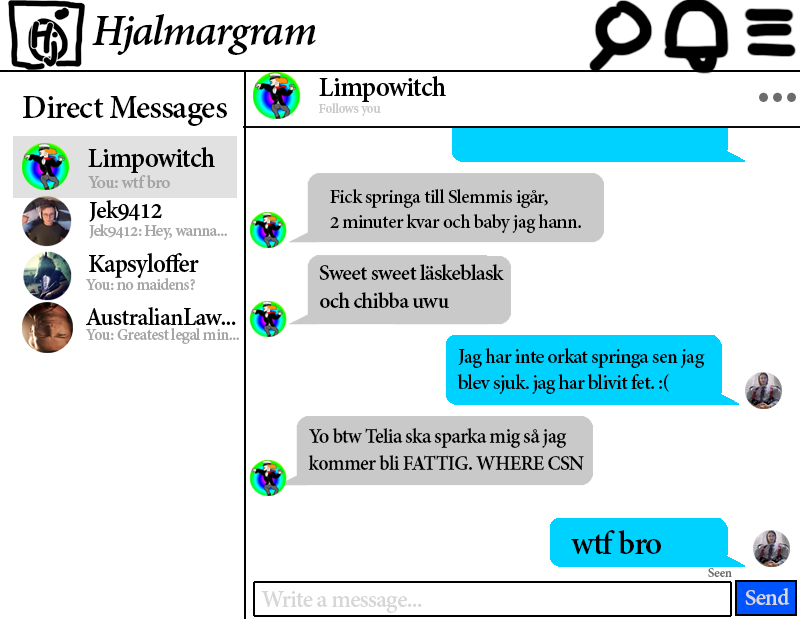 Hj
Hjalmargram
Direct Messages
Limpowitch
You: wtf bro
Jek9412
Jek9412: Hey, wanna...
Kapsyloffer
You: no maidens?
AustralianLaw...
You: Greatest legal min...
Limpowitch
Follows you
Fick springa till Slemmis igår,
2 minuter kvar och baby jag hann.
Sweet sweet läskeblask
och chibba uwu
Jag har inte orkat springa sen jag
blev sjuk. jag har blivit fet. :(
Yo btw Telia ska sparka mig så jag
kommer bli FATTIG. WHERE CSN
wtf bro
Seen
Write a message...
Send